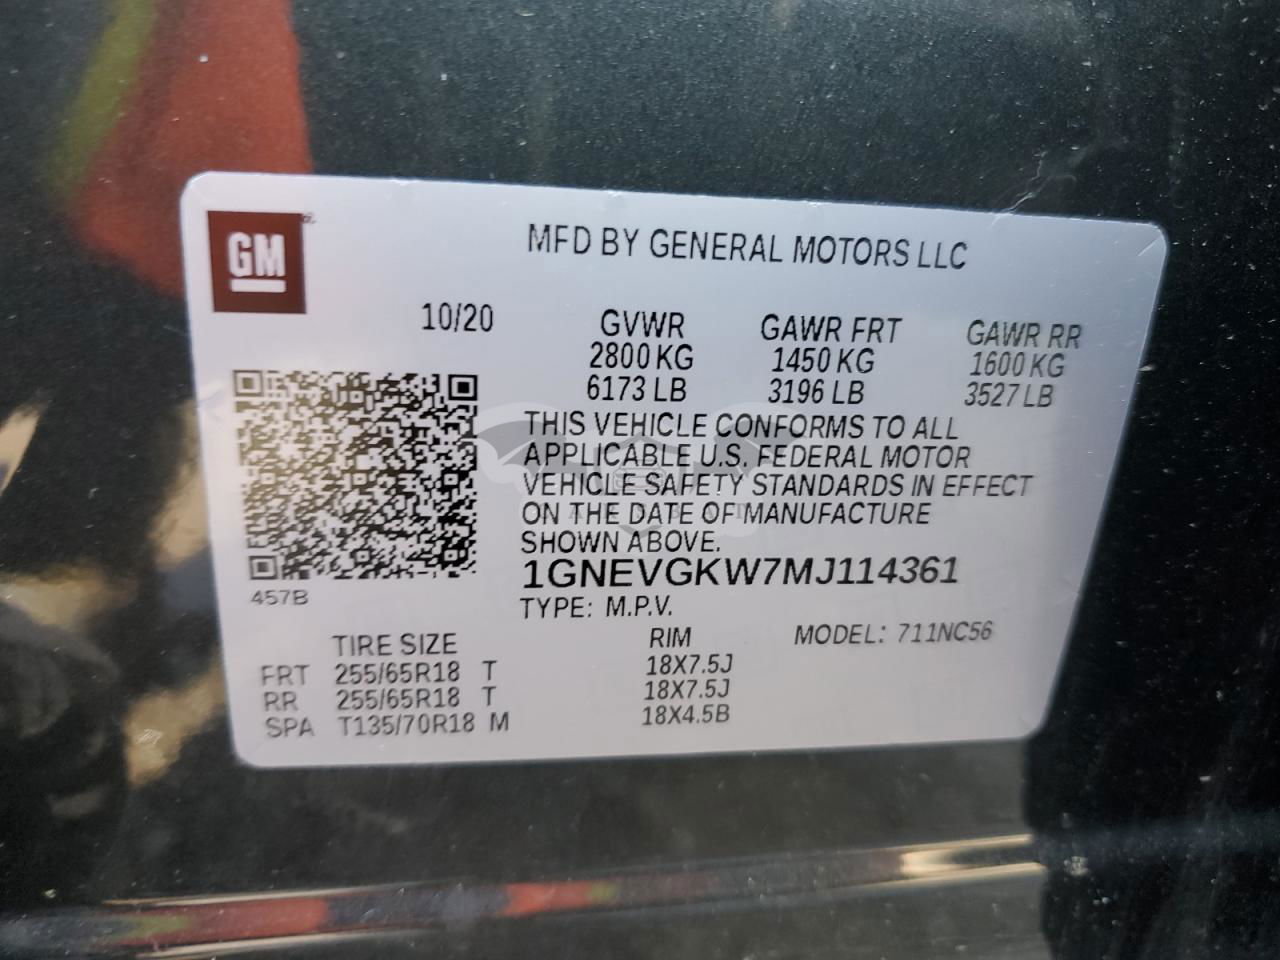 GM
MFD BY GENERAL MOTORS LLC
10/20 GVWR GAWR FRT GAWR RR
2800 KG 1450 KG 1600 KG
6173 LB 3196 LB 3527 LB
THIS VEHICLE CONFORMS TO ALL
APPLICABLE U.S. FEDERAL MOTOR
VEHICLE SAFETY STANDARDS IN EFFECT
ON THE DATE OF MANUFACTURE
SHOWN ABOVE.
1GNEVGKW7MJ114361
457B
TYPE: M.P.V.
TIRE SIZE RIM MODEL: 711NC56
FRT 255/65R18 T 18X7.5J
RR 255/65R18 T 18X7.5J
SPA T135/70R18 M 18X4.5B